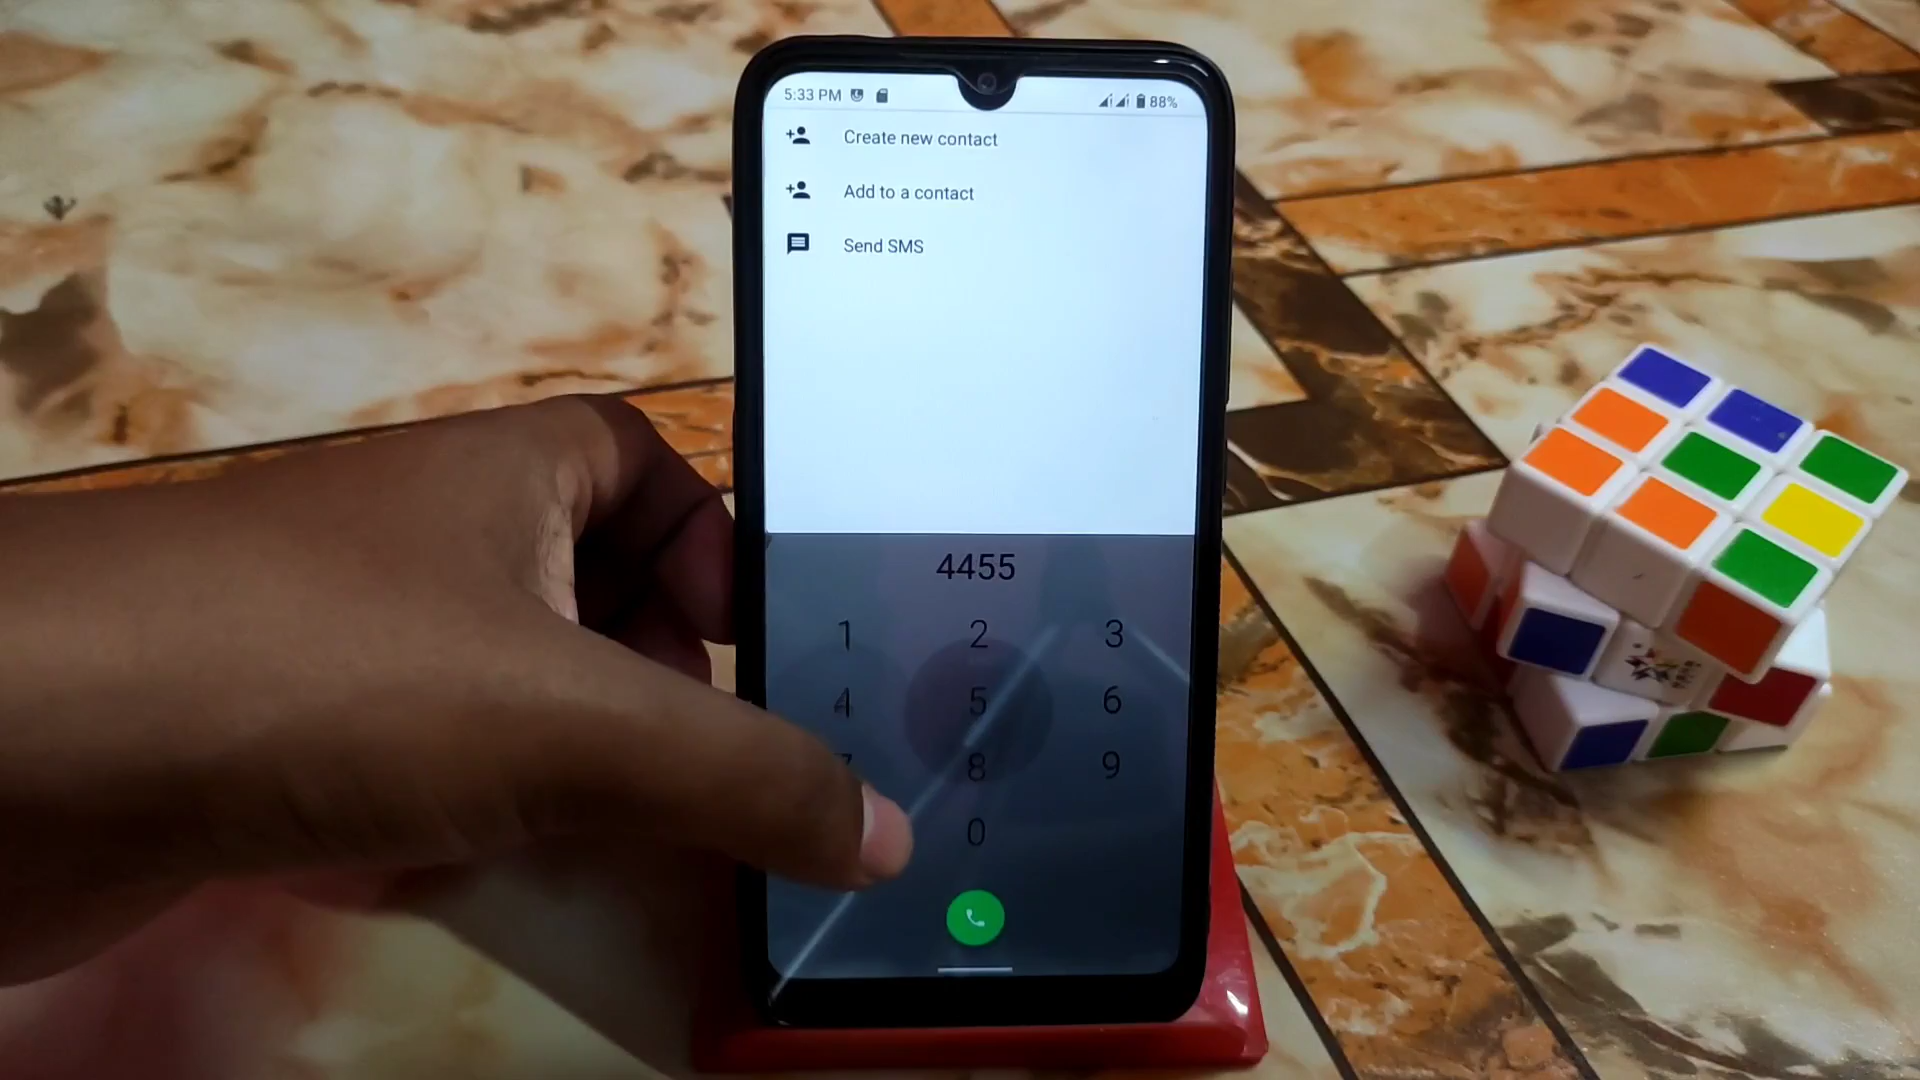 5:33 PM 88%
Create new contact
Add to a contact
Send SMS
4455
1 2 3
4 5 6
7 8 9
0